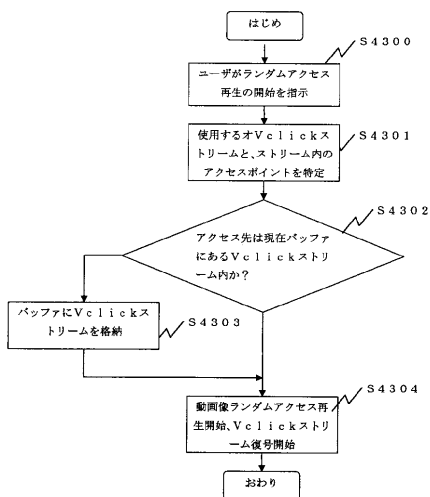 はじめ
S4300
ユーザがランダムアクセス
再生の開始を指示
S4301
使用するオVclickス
トリームと、ストリーム内の
アクセスポイントを特定
S4302
アクセス先は現在バッファ
にあるVclickストリ
ーム内か?
バッファにVclickス
トリームを格納
S4303
S4304
動画像ランダムアクセス再
生開始、Vclickストリ
ーム復号開始
おわり